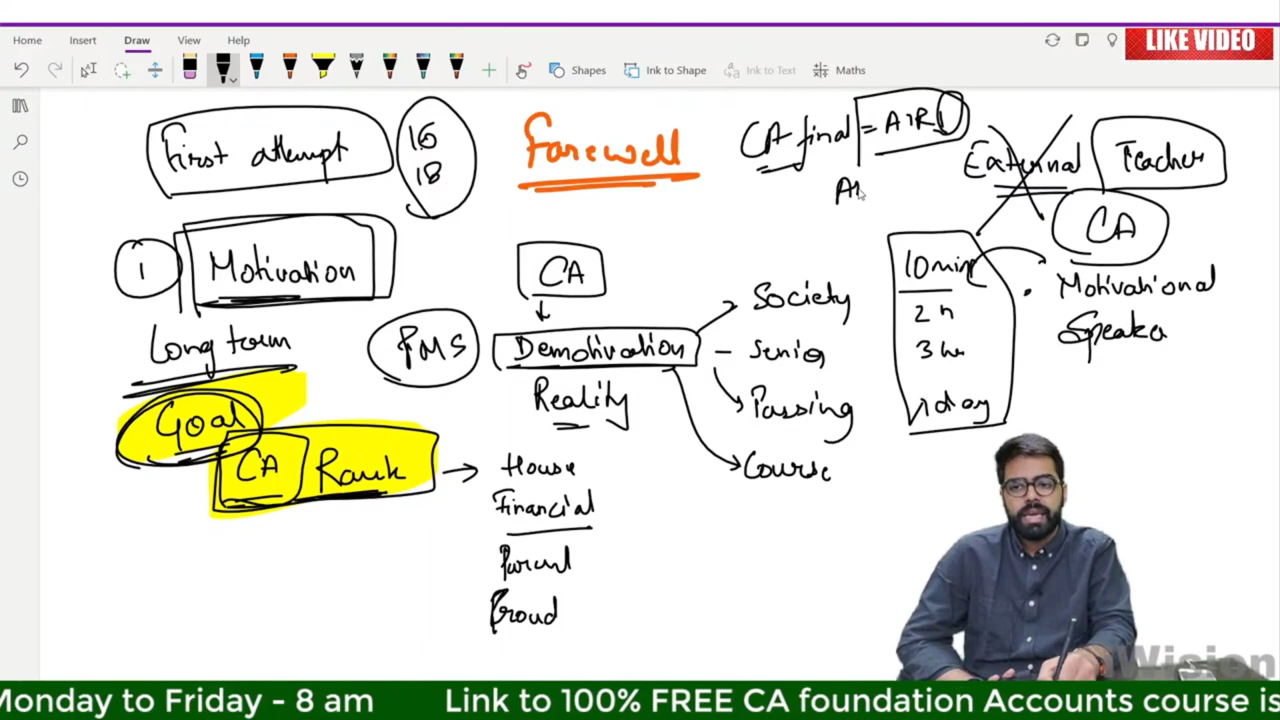 Home Insert Draw View Help
LIKE VIDEO
Shapes Ink to Shape Ink to Text Maths
First attempt
16
18
Farewell
CA final = AIR 1
AI
External
Teacher
CA
1
Motivation
Long term
Goal
CA Rank
House
Financial
Parent
Proud
CA
Demotivation
Reality
Society
Senior
Passing
Course
10 min
2 h
3 hr
1 day
Motivational
Speaker
Monday to Friday - 8 am Link to 100% FREE CA foundation Accounts course is